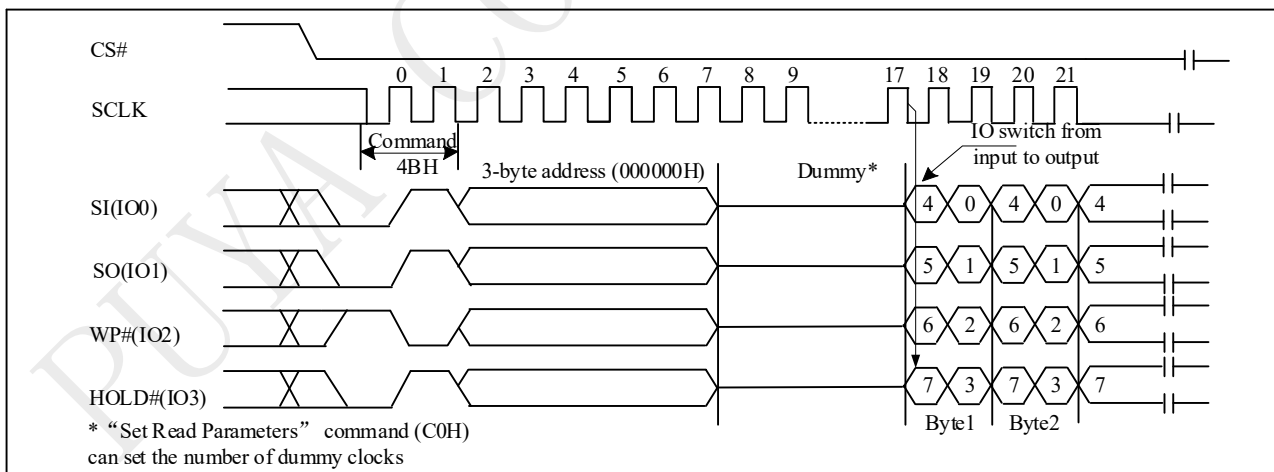 CS#
0 1 2 3 4 5 6 7 8 9 17 18 19 20 21
SCLK
Command
4BH
IO switch from
input to output
3-byte address (000000H)
Dummy*
SI(IO0)
4 0 4 0 4
SO(IO1)
5 1 5 1 5
WP#(IO2)
6 2 6 2 6
HOLD#(IO3)
7 3 7 3 7
Byte1 Byte2
* “Set Read Parameters” command (C0H)
can set the number of dummy clocks
PUYA CO